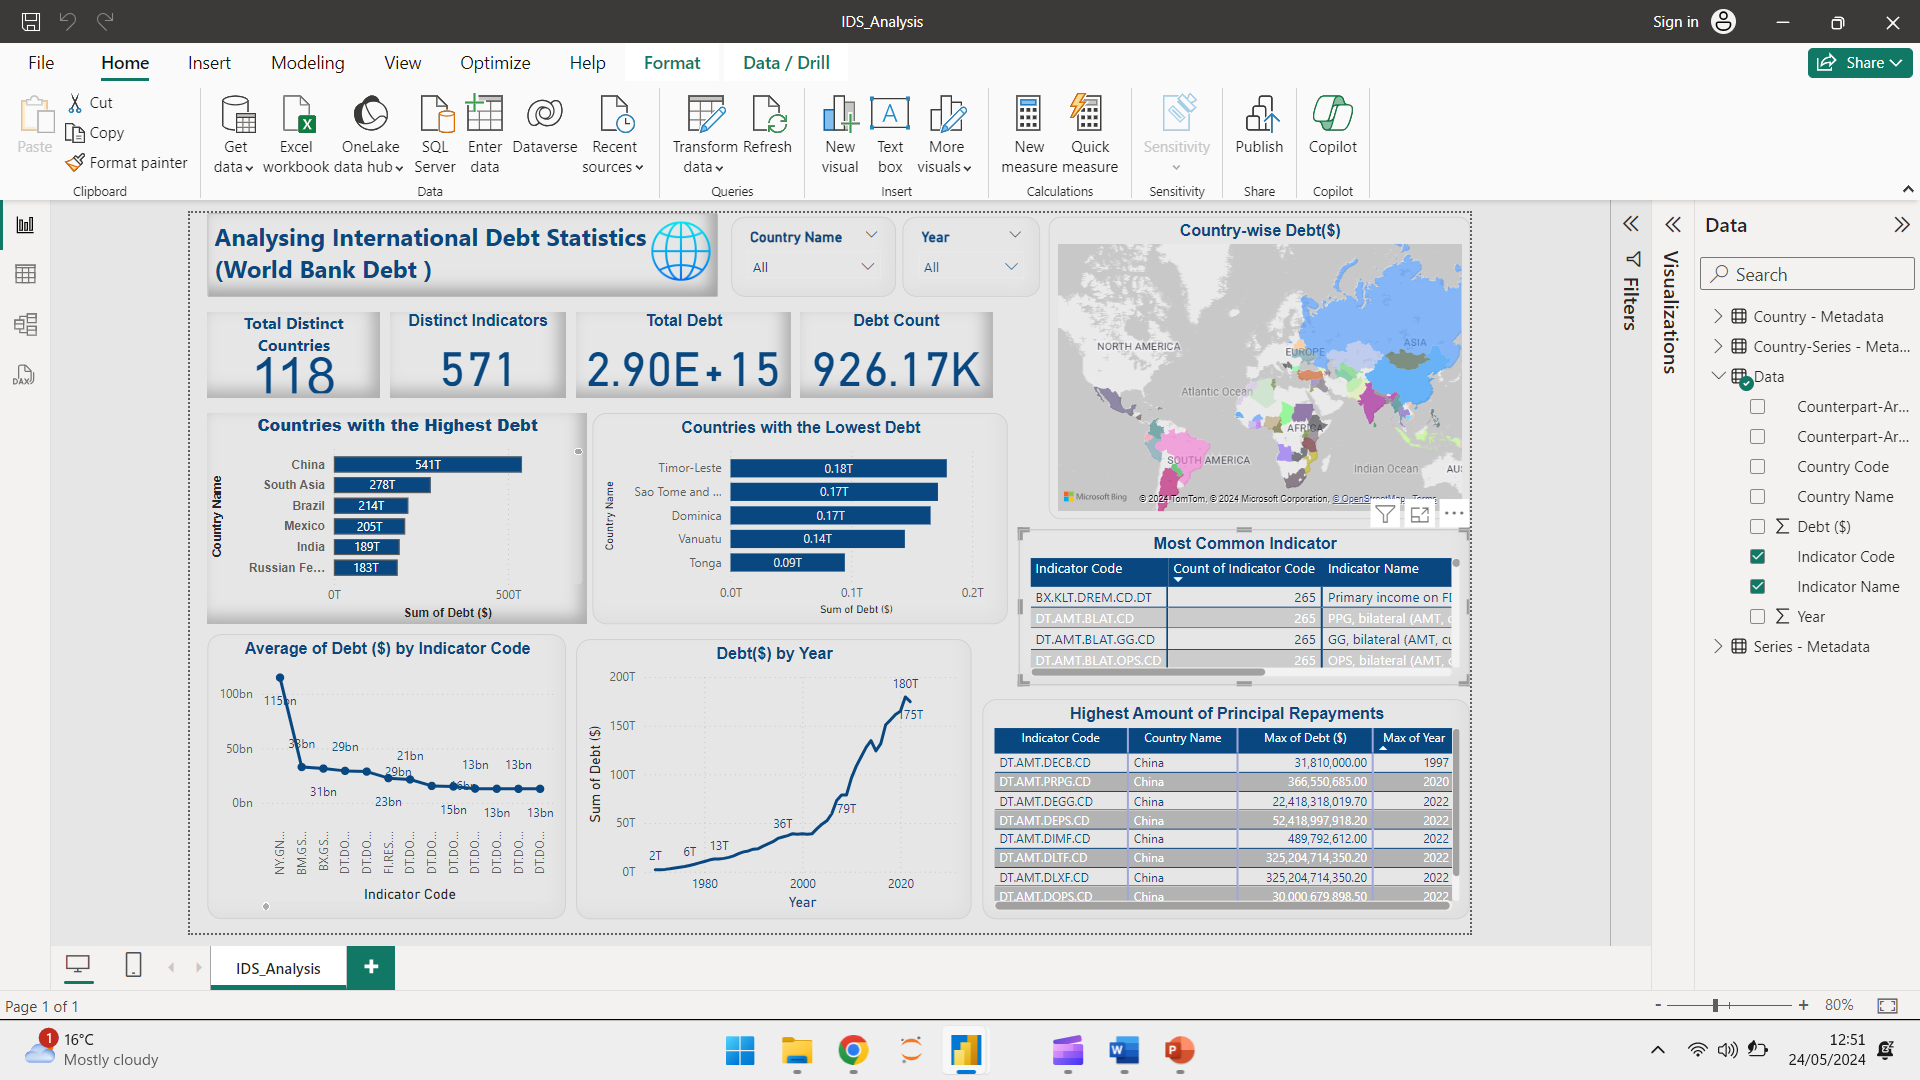 IDS_Analysis
Sign in
File Home Insert Modeling View Optimize Help Format Data / Drill
Share
Paste
Cut
Copy
Format painter
Clipboard
Get data
Excel workbook
OneLake data hub
SQL Server
Enter data
Dataverse
Recent sources
Data
Transform data
Refresh
Queries
New visual
Text box
More visuals
Insert
New measure
Quick measure
Calculations
Sensitivity
Sensitivity
Publish
Share
Copilot
Copilot
Analysing International Debt Statistics
(World Bank Debt )
Country Name
All
Year
All
Total Distinct
Countries
118
Distinct Indicators
571
Total Debt
2.90E+15
Debt Count
926.17K
Country-wise Debt($)
NORTH AMERICA
EUROPE
ASIA
Atlantic Ocean
AFRICA
SOUTH AMERICA
Indian Ocean
AU
Microsoft Bing
© 2024 TomTom, © 2024 Microsoft Corporation, © OpenStreetMap Terms
Countries with the Highest Debt
Country Name
China 541T
South Asia 278T
Brazil 214T
Mexico 205T
India 189T
Russian Fe... 183T
0T 500T
Sum of Debt ($)
Countries with the Lowest Debt
Country Name
Timor-Leste 0.18T
Sao Tome and ... 0.17T
Dominica 0.17T
Vanuatu 0.14T
Tonga 0.09T
0.0T 0.1T 0.2T
Sum of Debt ($)
Most Common Indicator
Indicator Code Count of Indicator Code Indicator Name
BX.KLT.DREM.CD.DT 265 Primary income on FD
DT.AMT.BLAT.CD 265 PPG, bilateral (AMT, c
DT.AMT.BLAT.GG.CD 265 GG, bilateral (AMT, cu
DT.AMT.BLAT.OPS.CD 265 OPS, bilateral (AMT, c
Average of Debt ($) by Indicator Code
100bn
50bn
0bn
115bn
33bn
31bn
29bn
29bn
23bn
21bn
15bn
13bn
13bn
13bn
13bn
NY.GN...
BM.GS...
BX.GS...
DT.DO...
DT.DO...
FI.RES...
DT.DO...
DT.DO...
DT.DO...
DT.DO...
DT.DO...
DT.DO...
DT.DO...
Indicator Code
Debt($) by Year
Sum of Debt ($)
200T
150T
100T
50T
0T
2T
6T
13T
36T
79T
180T
175T
1980 2000 2020
Year
Highest Amount of Principal Repayments
Indicator Code Country Name Max of Debt ($) Max of Year
DT.AMT.DECB.CD China 31,810,000.00 1997
DT.AMT.PRPG.CD China 366,550,685.00 2020
DT.AMT.DEGG.CD China 22,418,318,019.70 2022
DT.AMT.DEPS.CD China 52,418,997,918.20 2022
DT.AMT.DIMF.CD China 489,792,612.00 2022
DT.AMT.DLTF.CD China 325,204,714,350.20 2022
DT.AMT.DLXF.CD China 325,204,714,350.20 2022
DT.AMT.DOPS.CD China 30,000,679,898.50 2022
Filters
Visualizations
Data
Search
Country - Metadata
Country-Series - Meta...
Data
Counterpart-Ar...
Counterpart-Ar...
Country Code
Country Name
Debt ($)
Indicator Code
Indicator Name
Year
Series - Metadata
IDS_Analysis
Page 1 of 1
80%
1
16°C
Mostly cloudy
12:51
24/05/2024